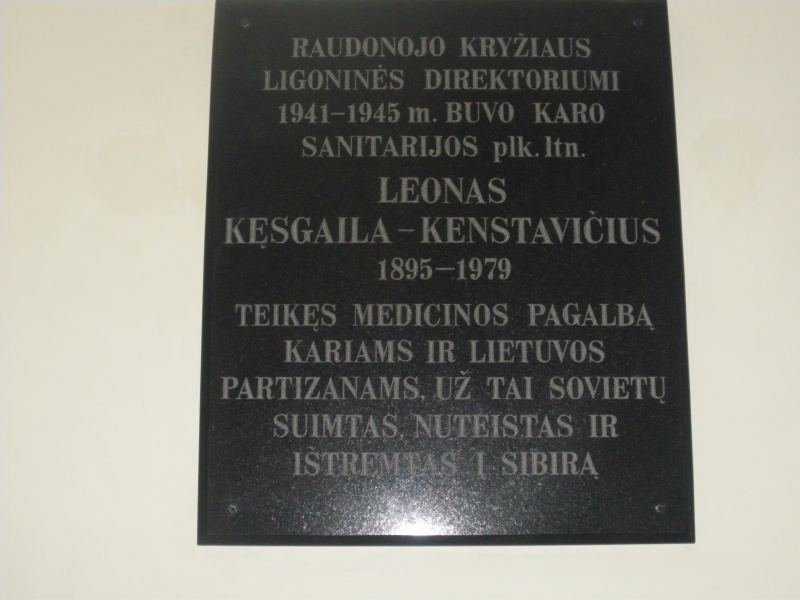 RAUDONOJO KRYŽIAUS
LIGONINĖS DIREKTORIUMI
1941–1945 m. BUVO KARO
SANITARIJOS plk. ltn.
LEONAS
KĘSGAILA – KENSTAVIČIUS
1895–1979
TEIKĘS MEDICINOS PAGALBĄ
KARIAMS IR LIETUVOS
PARTIZANAMS, UŽ TAI SOVIETŲ
SUIMTAS, NUTEISTAS IR
IŠTREMTAS Į SIBIRĄ